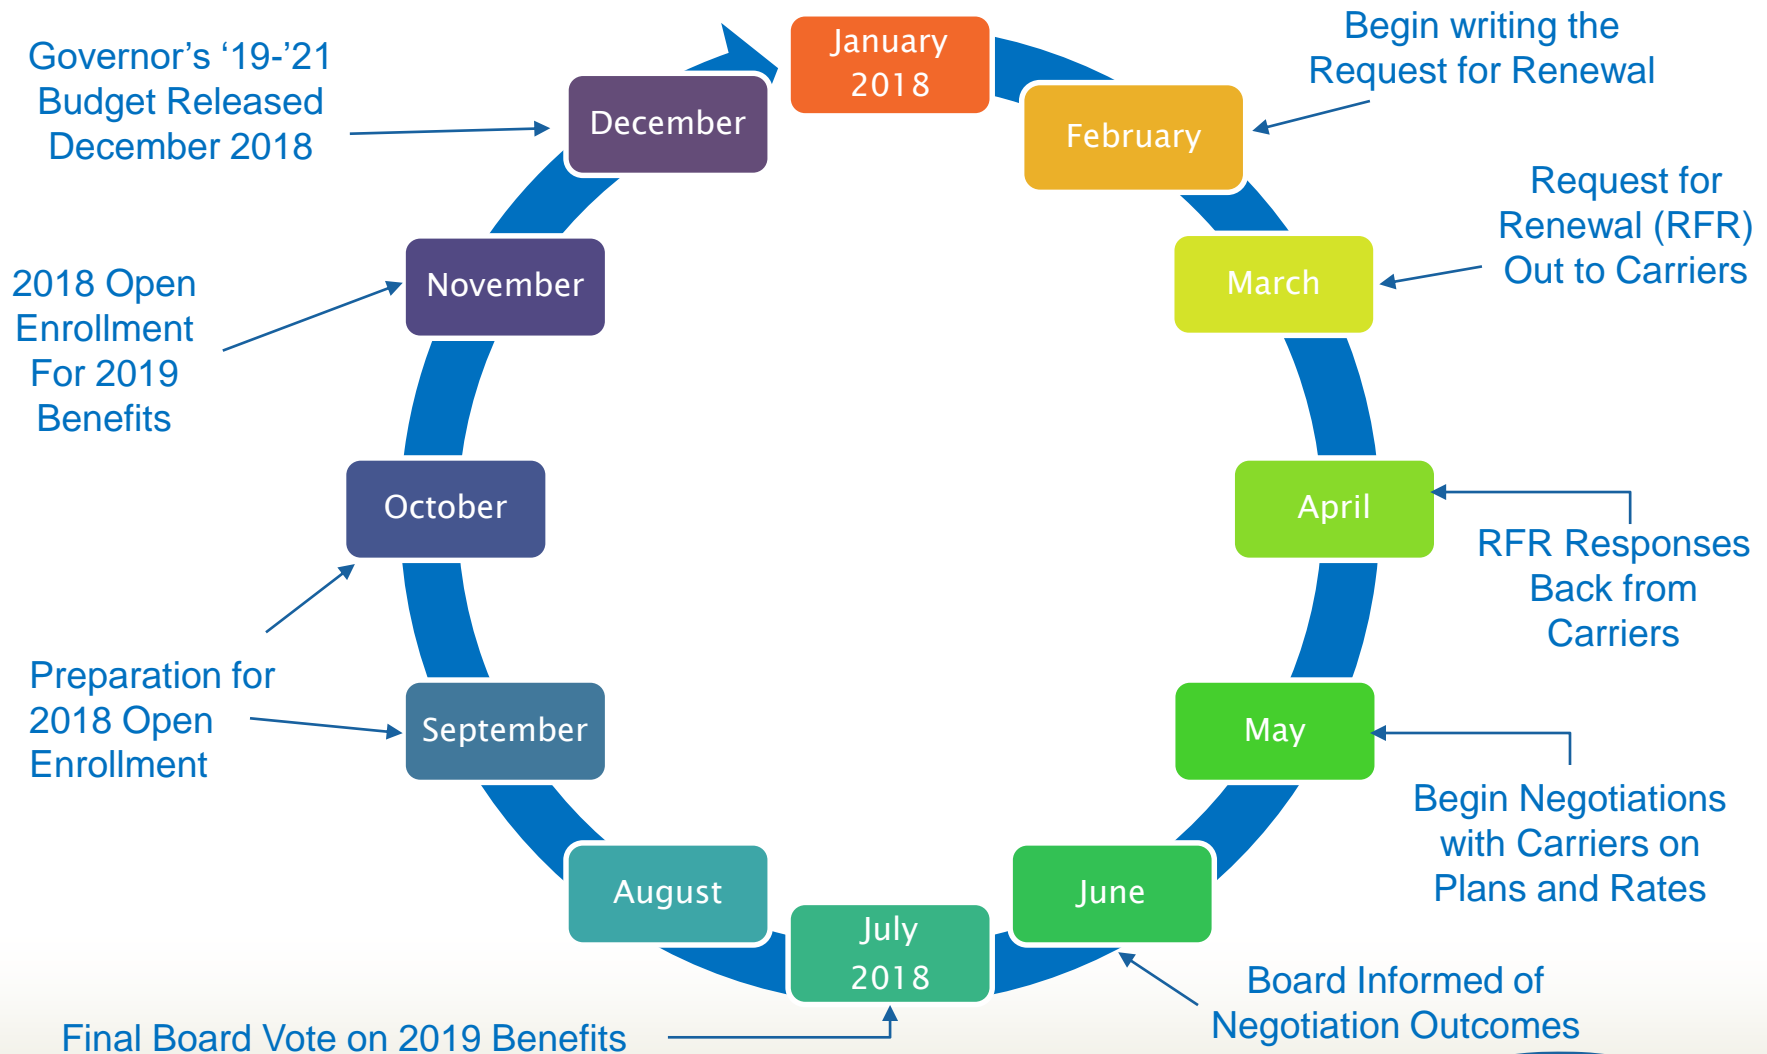 January
2018
Begin writing the
Request for Renewal
February
Request for
Renewal (RFR)
Out to Carriers
March
April
RFR Responses
Back from
Carriers
May
Begin Negotiations
with Carriers on
Plans and Rates
June
Board Informed of
Negotiation Outcomes
July
2018
Final Board Vote on 2019 Benefits
August
September
Preparation for
2018 Open
Enrollment
October
November
2018 Open
Enrollment
For 2019
Benefits
December
Governor’s ‘19-’21
Budget Released
December 2018